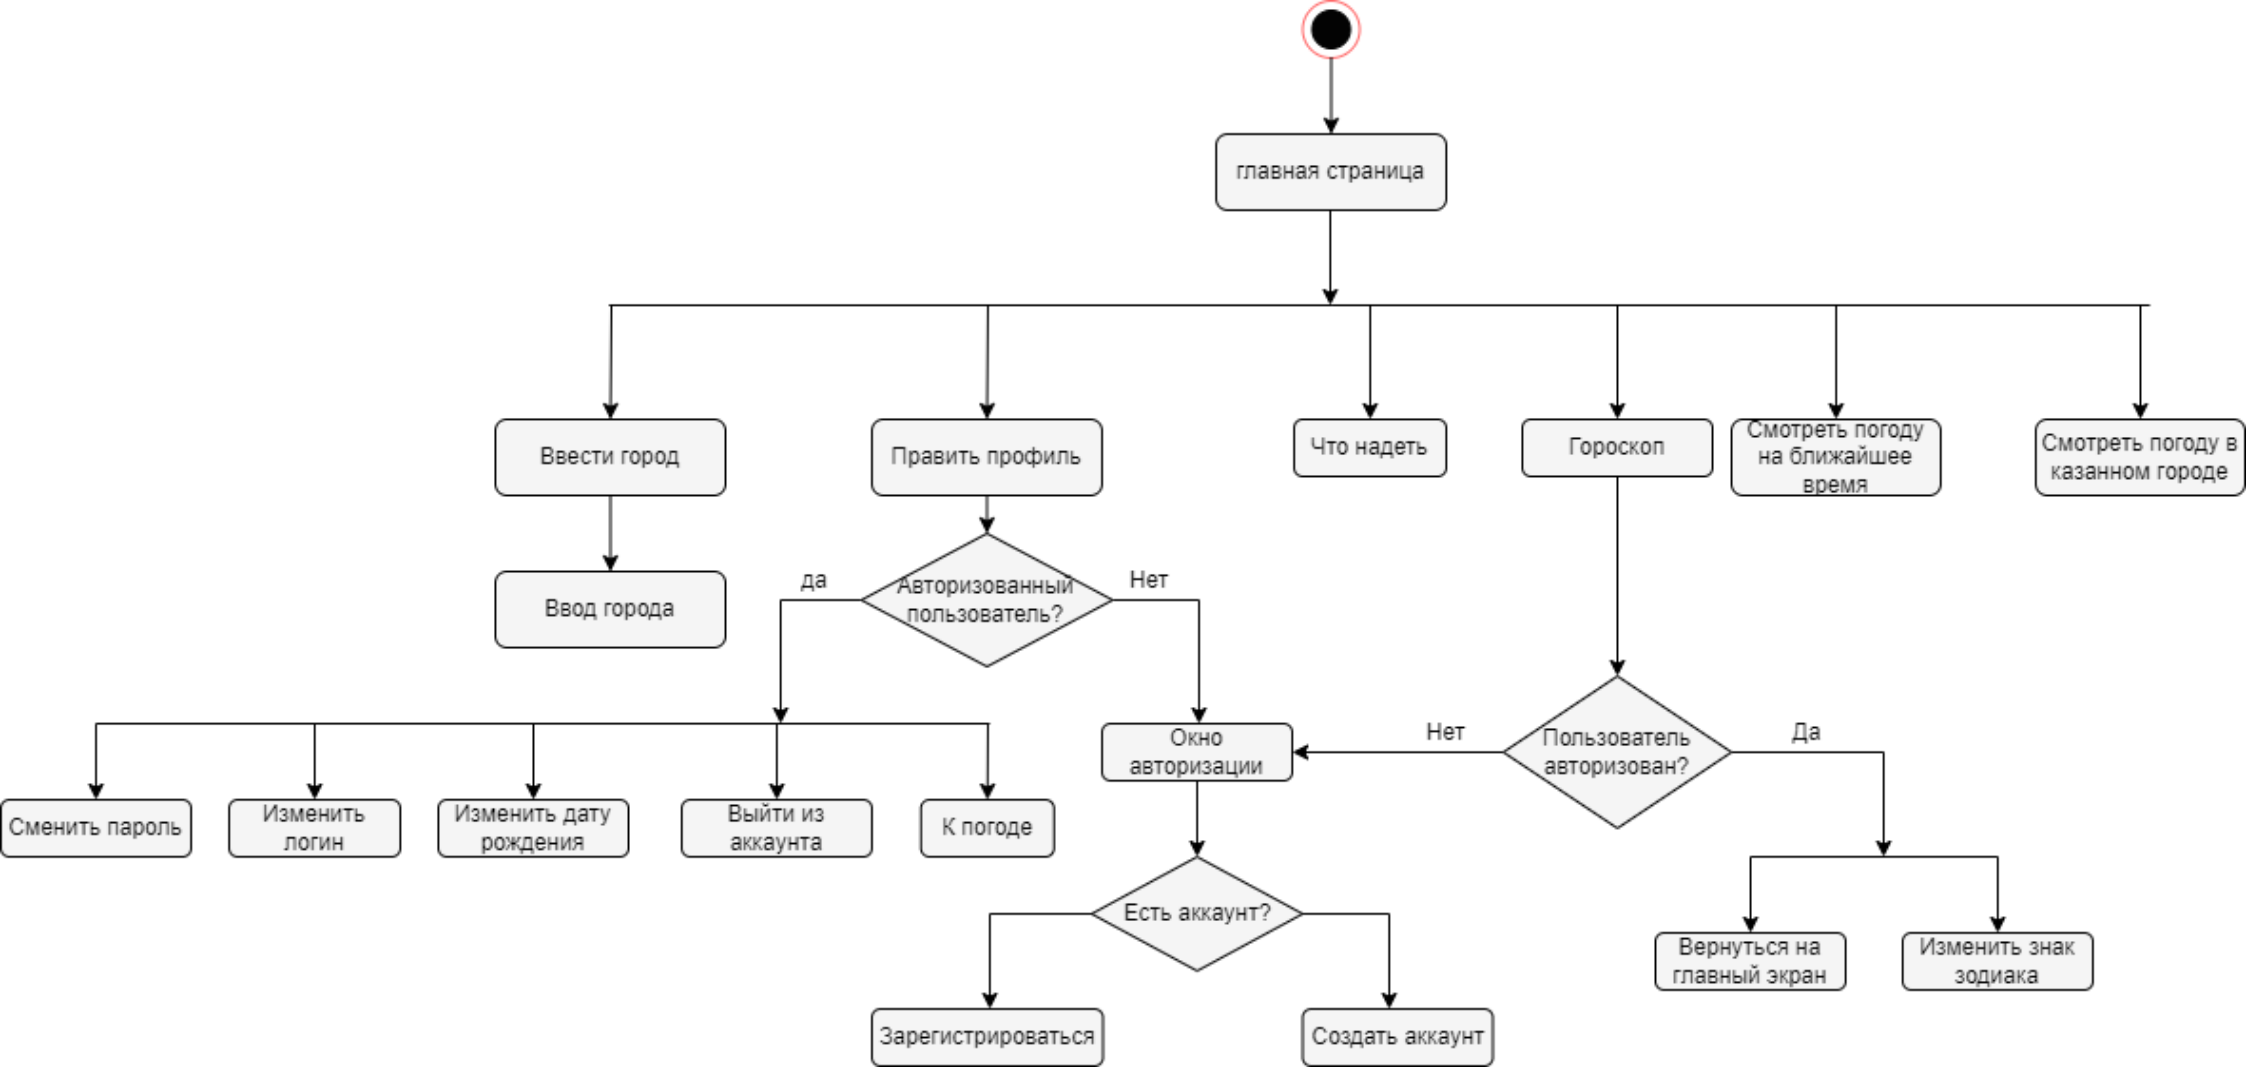 главная страница
Ввести город
Править профиль
Что надеть
Гороскоп
Смотреть погоду
на ближайшее
время
Смотреть погоду в
казанном городе
Ввод города
да
Авторизованный
пользователь?
Нет
Окно
авторизации
Нет
Пользователь
авторизован?
Да
Сменить пароль
Изменить
логин
Изменить дату
рождения
Выйти из
аккаунта
К погоде
Есть аккаунт?
Вернуться на
главный экран
Изменить знак
зодиака
Зарегистрироваться
Создать аккаунт